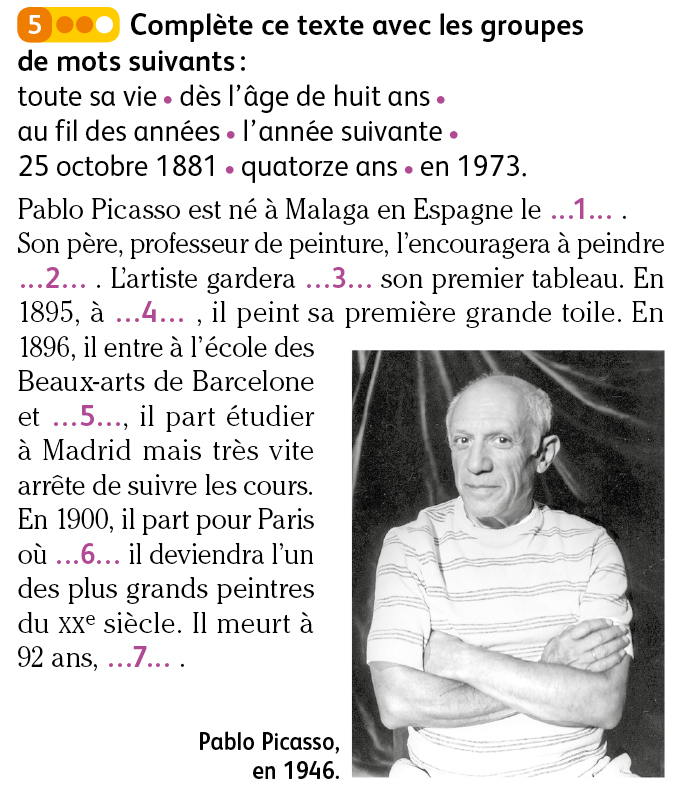 5 Complète ce texte avec les groupes
de mots suivants :
toute sa vie • dès l'âge de huit ans •
au fil des années • l'année suivante •
25 octobre 1881 • quatorze ans • en 1973.
Pablo Picasso est né à Malaga en Espagne le ...1... .
Son père, professeur de peinture, l'encouragera à peindre
...2... . L'artiste gardera ...3... son premier tableau. En
1895, à ...4... , il peint sa première grande toile. En
1896, il entre à l'école des
Beaux-arts de Barcelone
et ...5..., il part étudier
à Madrid mais très vite
arrête de suivre les cours.
En 1900, il part pour Paris
où ...6... il deviendra l'un
des plus grands peintres
du XXe siècle. Il meurt à
92 ans, ...7... .
Pablo Picasso,
en 1946.